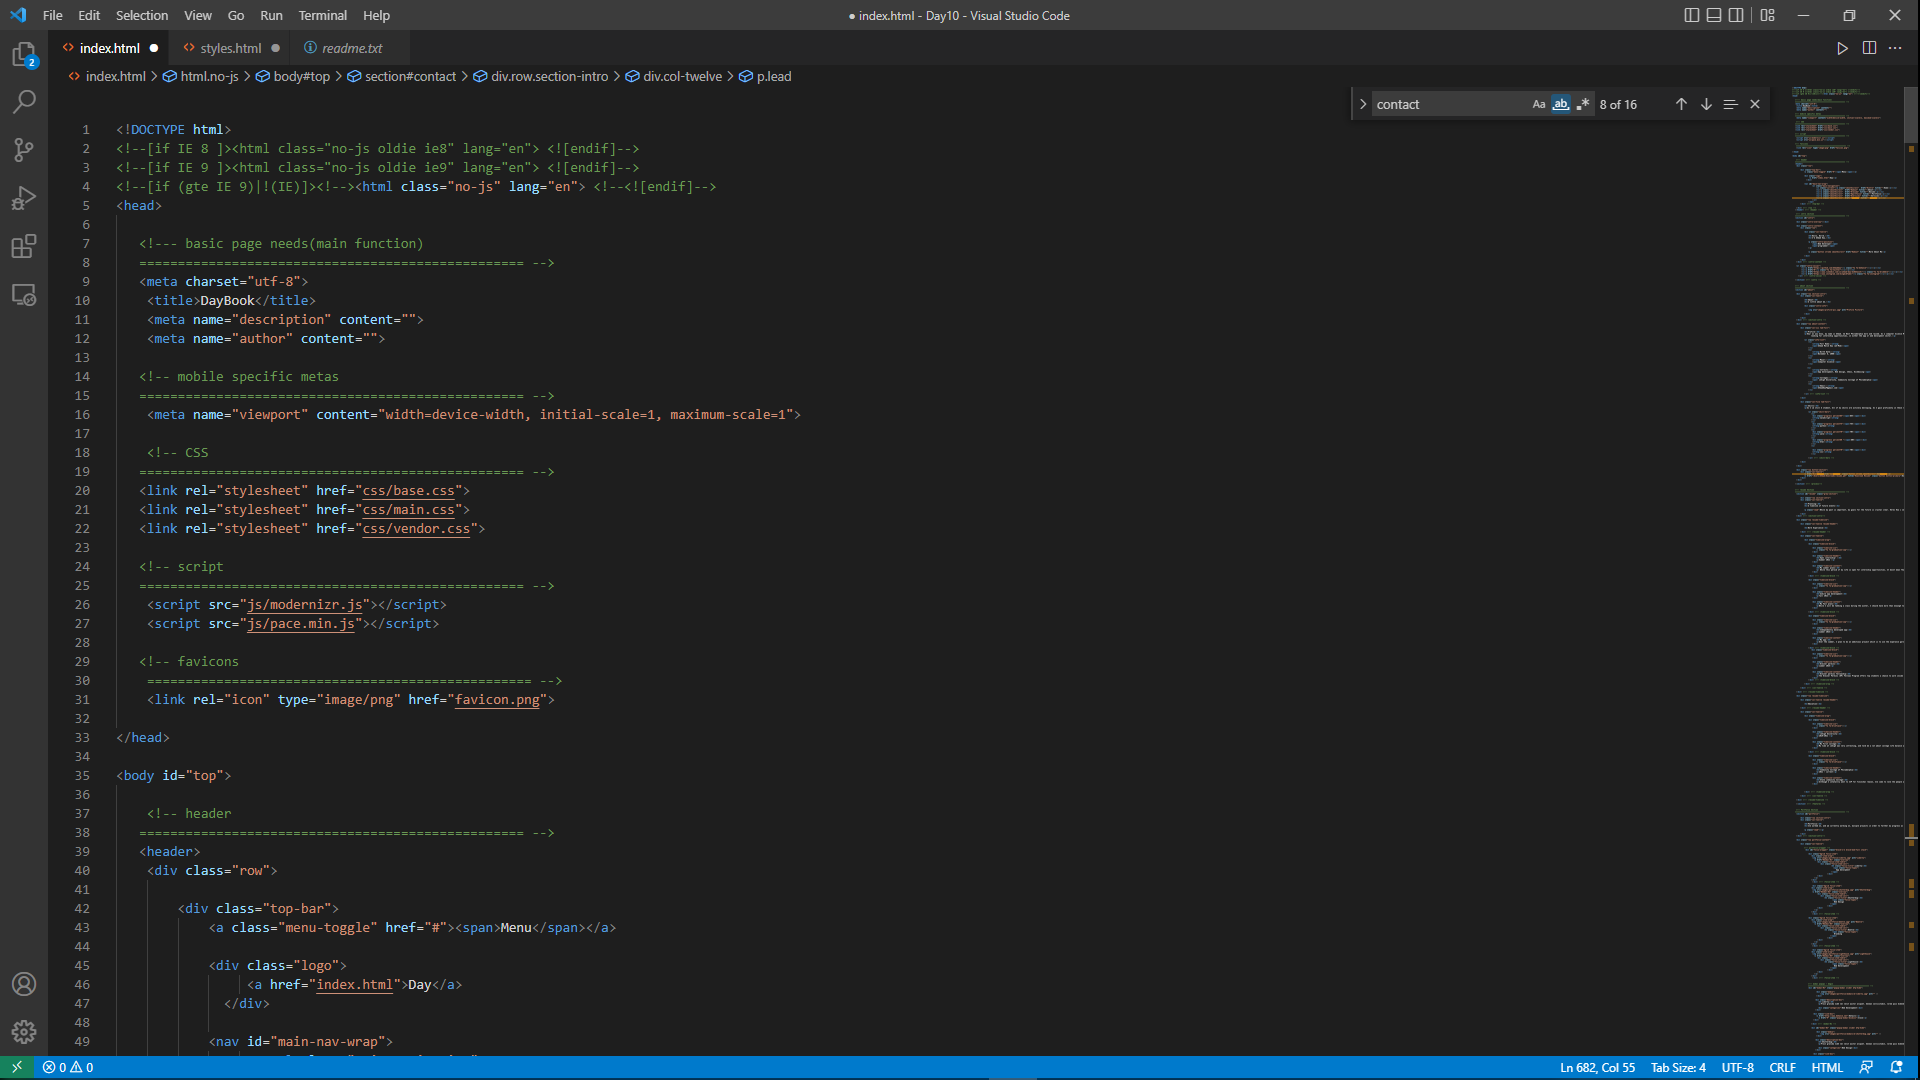 File Edit Selection View Go Run Terminal Help
● index.html - Day10 - Visual Studio Code
2
<> index.html ● <> styles.html ● readme.txt
<> index.html > html.no-js > body#top > section#contact > div.row.section-intro > div.col-twelve > p.lead
contact Aa ab .* 8 of 16
1 <!DOCTYPE html>
2 <!--[if IE 8 ]><html class="no-js oldie ie8" lang="en"> <![endif]-->
3 <!--[if IE 9 ]><html class="no-js oldie ie9" lang="en"> <![endif]-->
4 <!--[if (gte IE 9)|!(IE)]><!--><html class="no-js" lang="en"> <!--<![endif]-->
5 <head>
6
7 <!--- basic page needs(main function)
8 ================================================== -->
9 <meta charset="utf-8">
10 <title>DayBook</title>
11 <meta name="description" content="">
12 <meta name="author" content="">
13
14 <!-- mobile specific metas
15 ================================================== -->
16 <meta name="viewport" content="width=device-width, initial-scale=1, maximum-scale=1">
17
18 <!-- CSS
19 ================================================== -->
20 <link rel="stylesheet" href="css/base.css">
21 <link rel="stylesheet" href="css/main.css">
22 <link rel="stylesheet" href="css/vendor.css">
23
24 <!-- script
25 ================================================== -->
26 <script src="js/modernizr.js"></script>
27 <script src="js/pace.min.js"></script>
28
29 <!-- favicons
30 ================================================== -->
31 <link rel="icon" type="image/png" href="favicon.png">
32
33 </head>
34
35 <body id="top">
36
37 <!-- header
38 ================================================== -->
39 <header>
40 <div class="row">
41
42 <div class="top-bar">
43 <a class="menu-toggle" href="#"><span>Menu</span></a>
44
45 <div class="logo">
46 <a href="index.html">Day</a>
47 </div>
48
49 <nav id="main-nav-wrap">
0 0 Ln 682, Col 55 Tab Size: 4 UTF-8 CRLF HTML